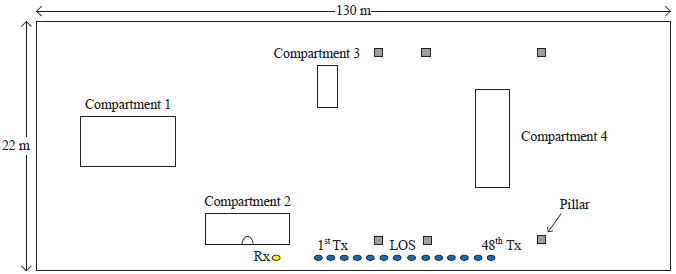 130 m
Compartment 3
Compartment 1
Compartment 4
22 m
Compartment 2
Pillar
1st Tx
LOS
48th Tx
Rx